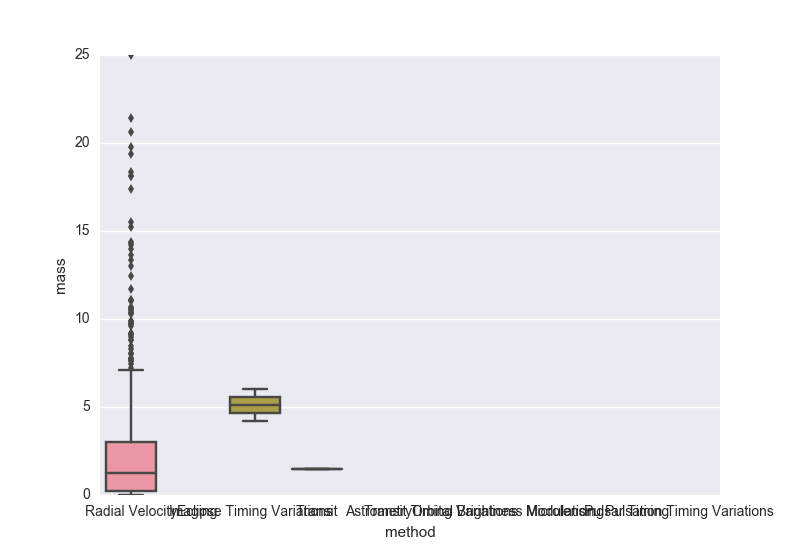 25
20
15
10
5
0
mass
Radial Velocity
Imaging
Eclipse Timing Variations
Transit
Astrometry
Transit Timing Variations
Orbital Brightness Modulation
Microlensing
Pulsar Timing
Pulsation Timing Variations
method